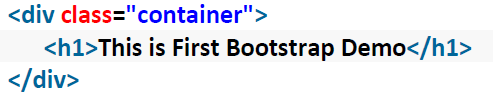 <div class="container">
<h1>This is First Bootstrap Demo</h1>
</div>